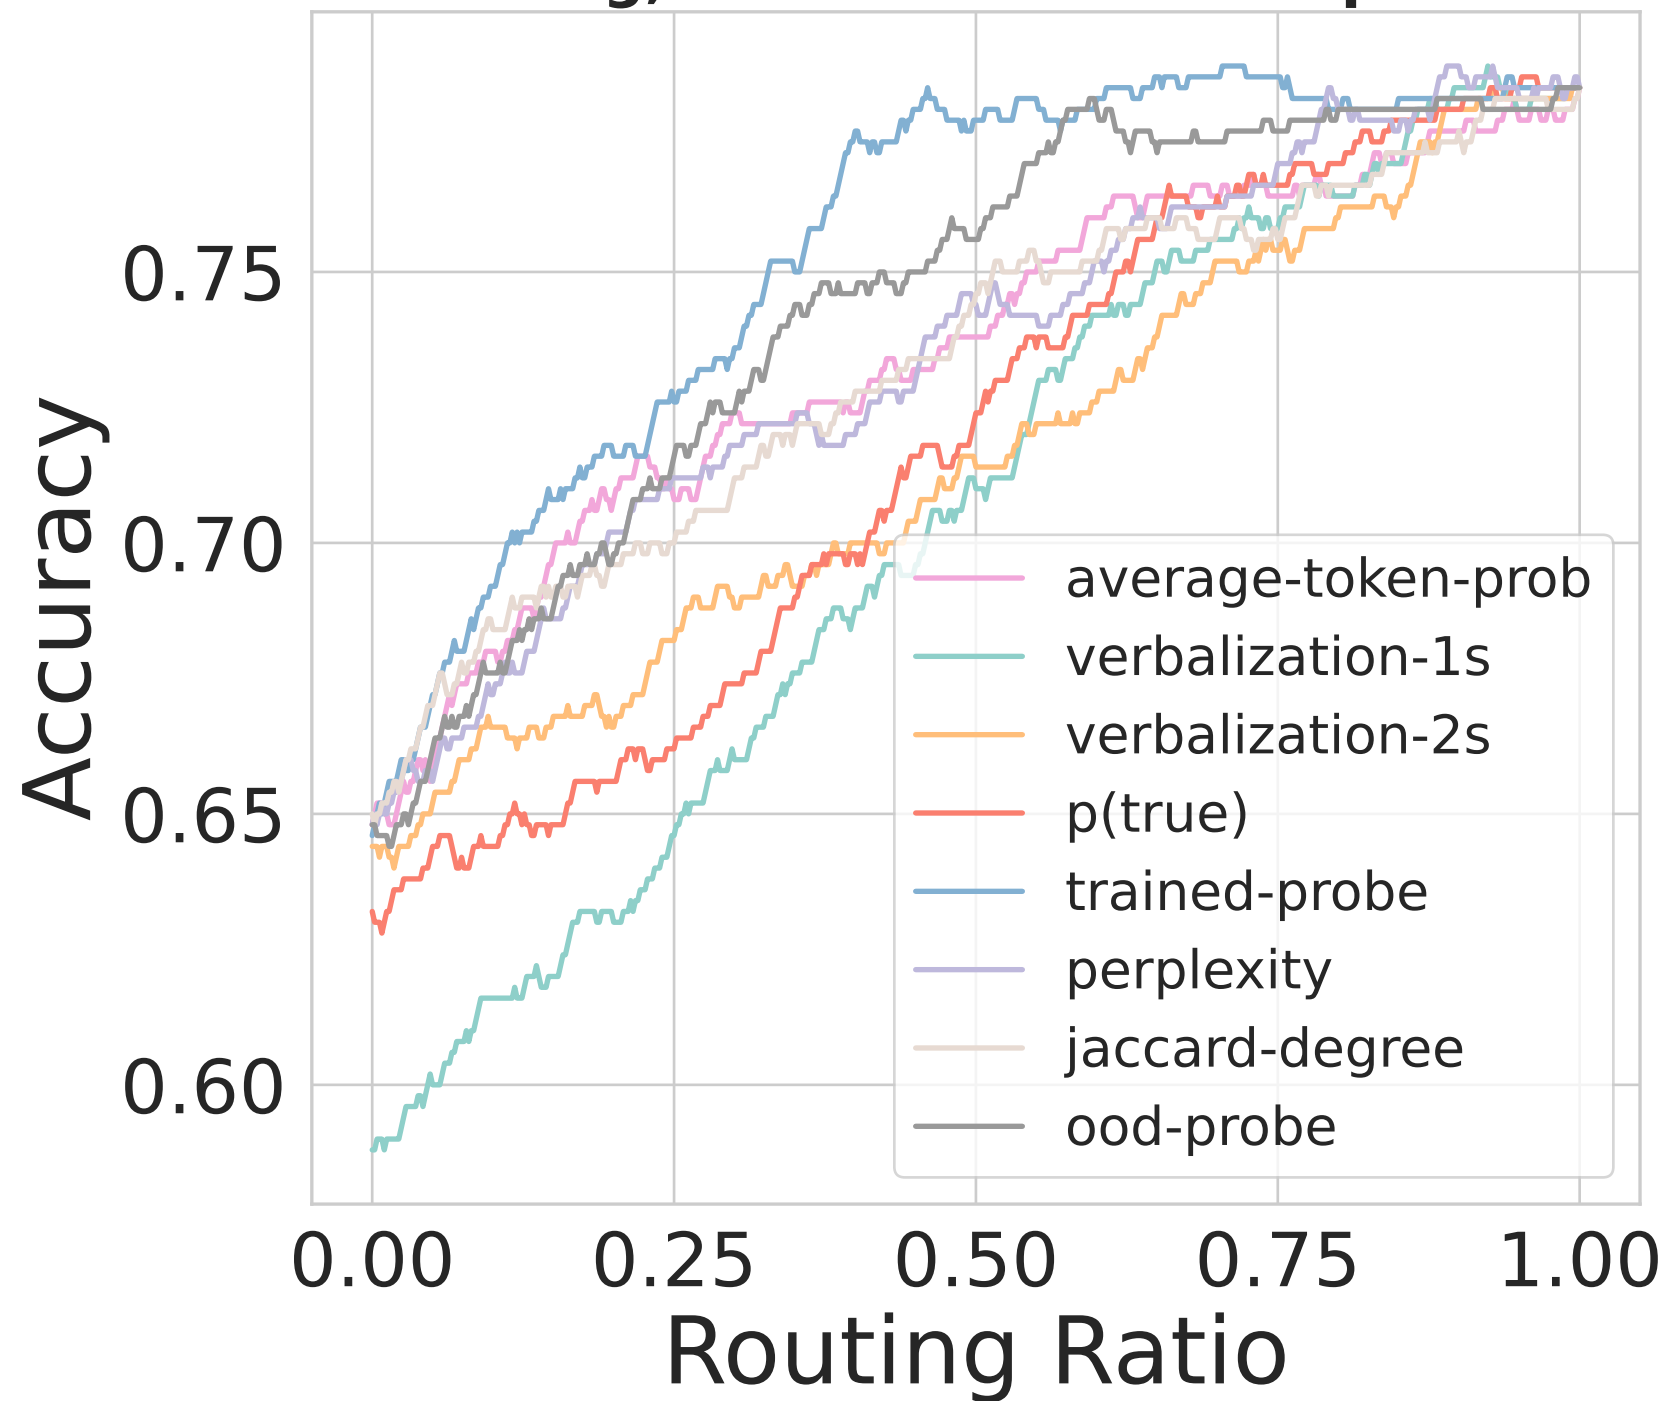 Accuracy
0.75
0.70
0.65
0.60
average-token-prob
verbalization-1s
verbalization-2s
p(true)
trained-probe
perplexity
jaccard-degree
ood-probe
0.00 0.25 0.50 0.75 1.00
Routing Ratio